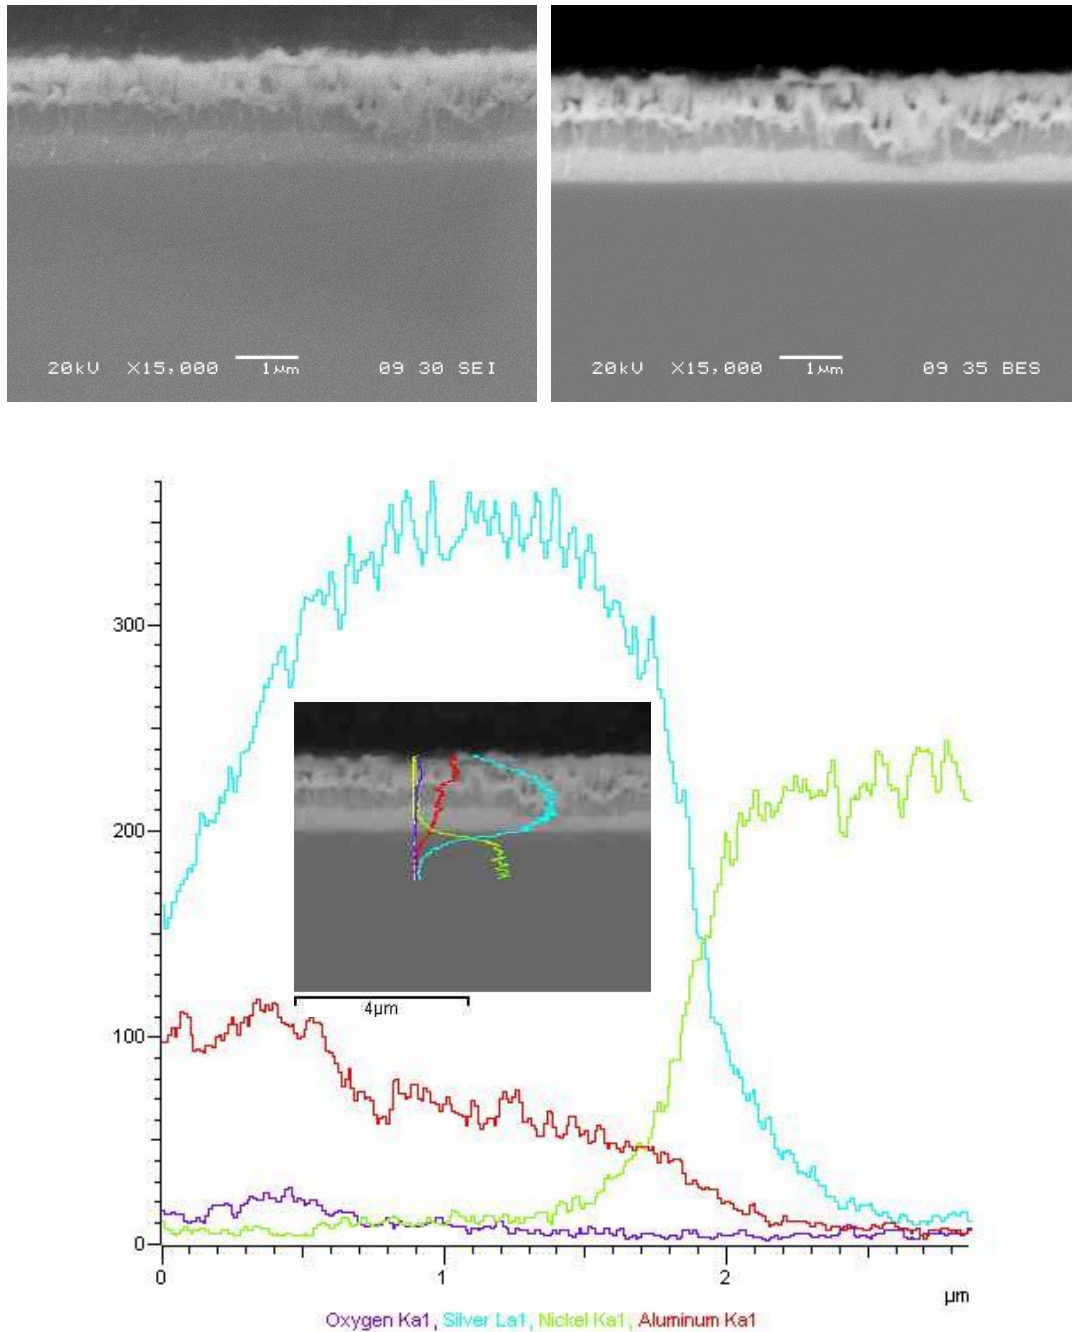 20kV X15,000 1µm 09 30 SEI
20kV X15,000 1µm 09 35 BES
300
200
100
0
4µm
0 1 2
µm
Oxygen Ka1, Silver La1, Nickel Ka1, Aluminum Ka1